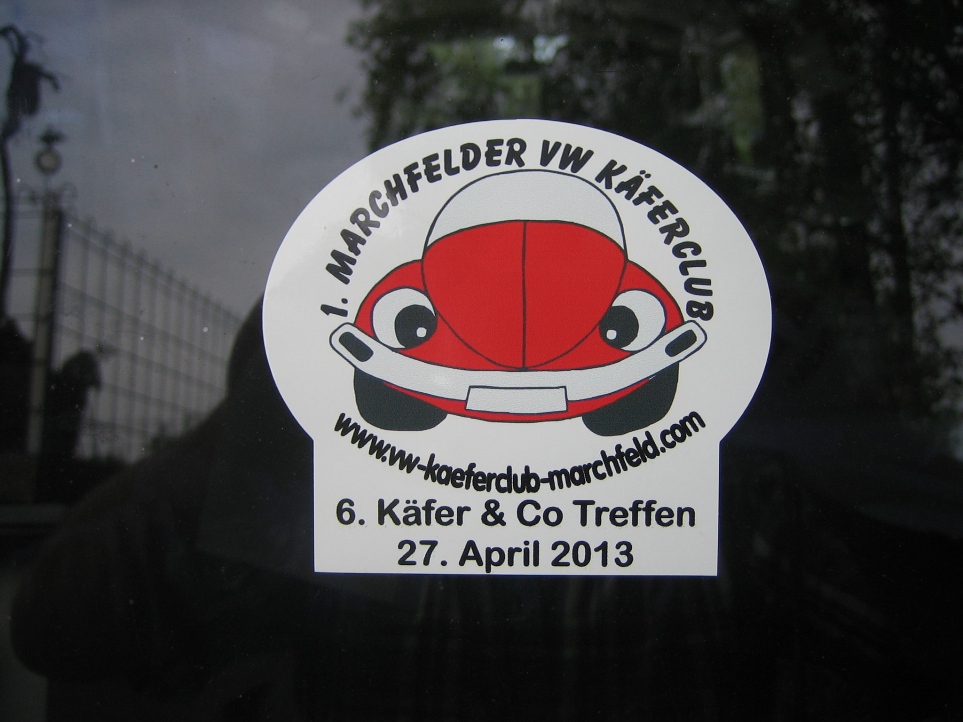 1. MARCHFELDER VW KÄFERCLUB
www.vw-kaeferclub-marchfeld.com
6. Käfer & Co Treffen
27. April 2013